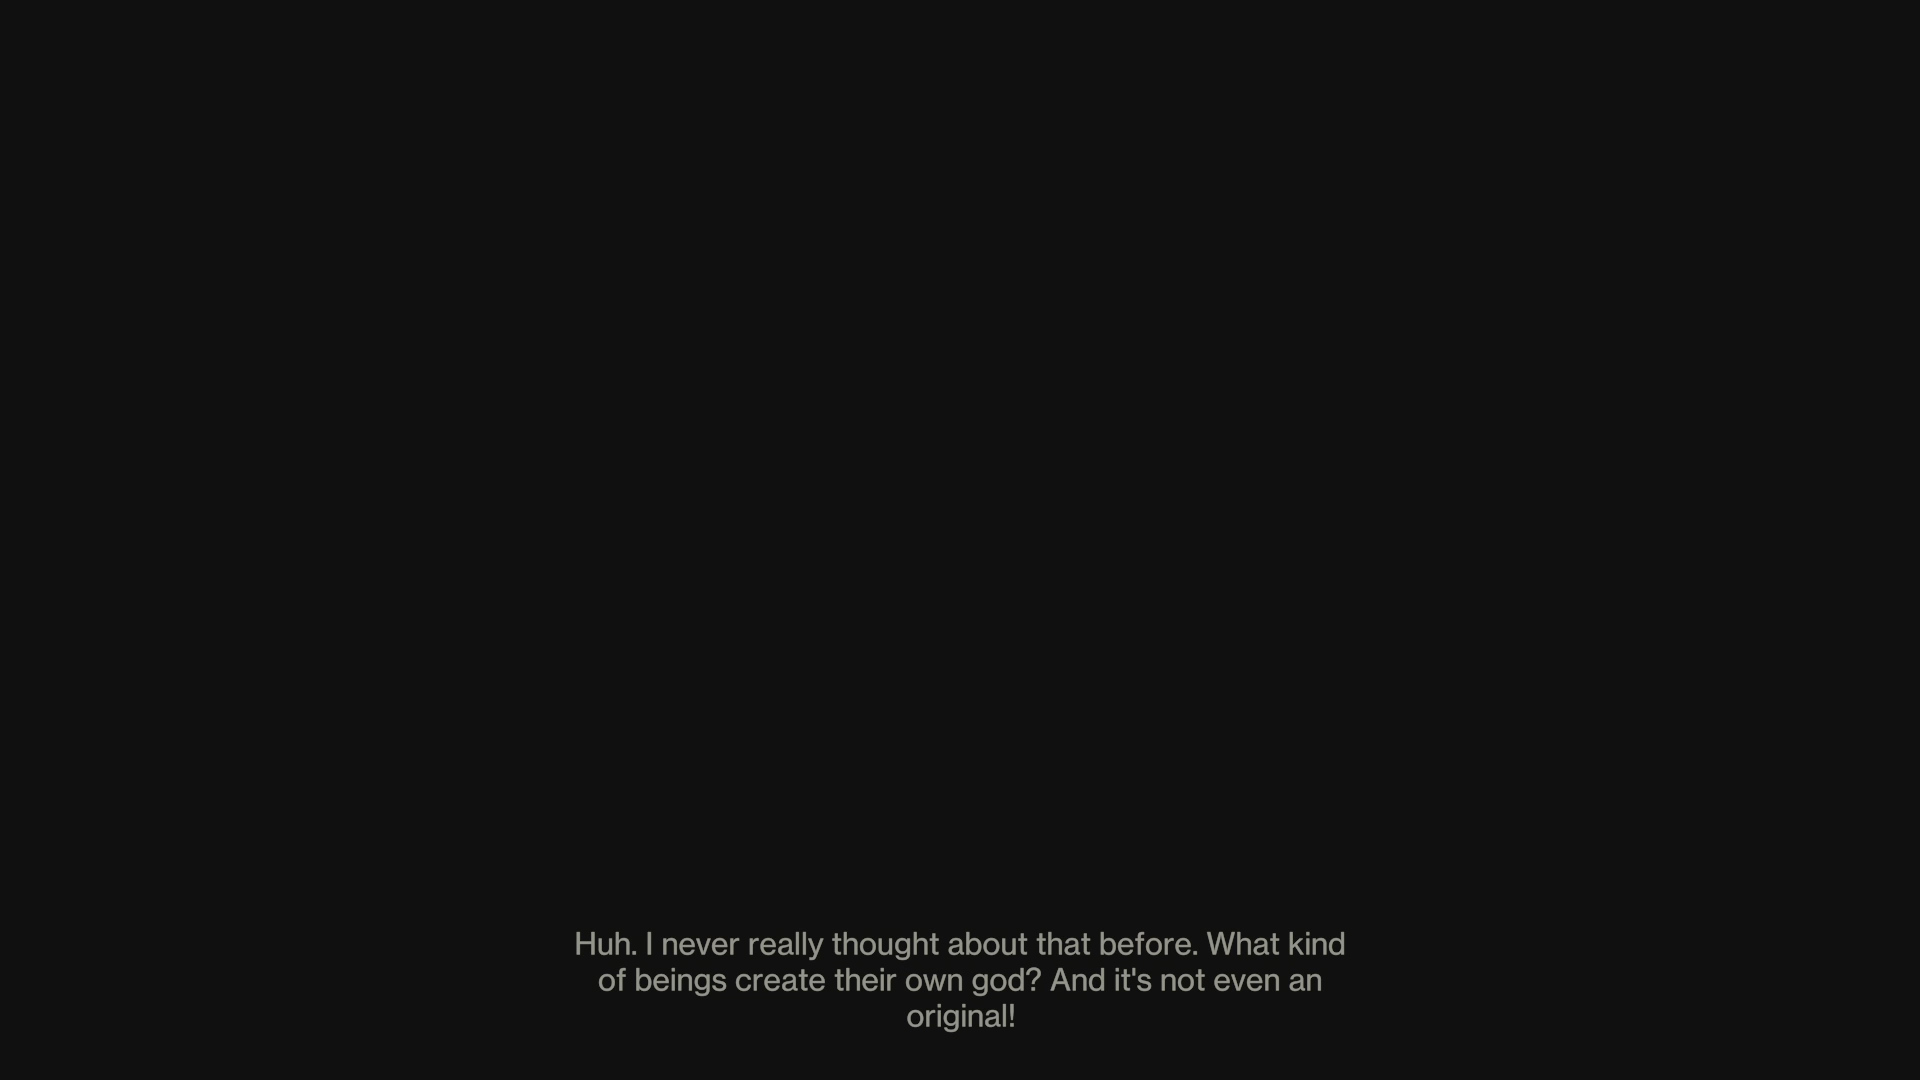 Huh. I never really thought about that before. What kind
of beings create their own god? And it's not even an
original!